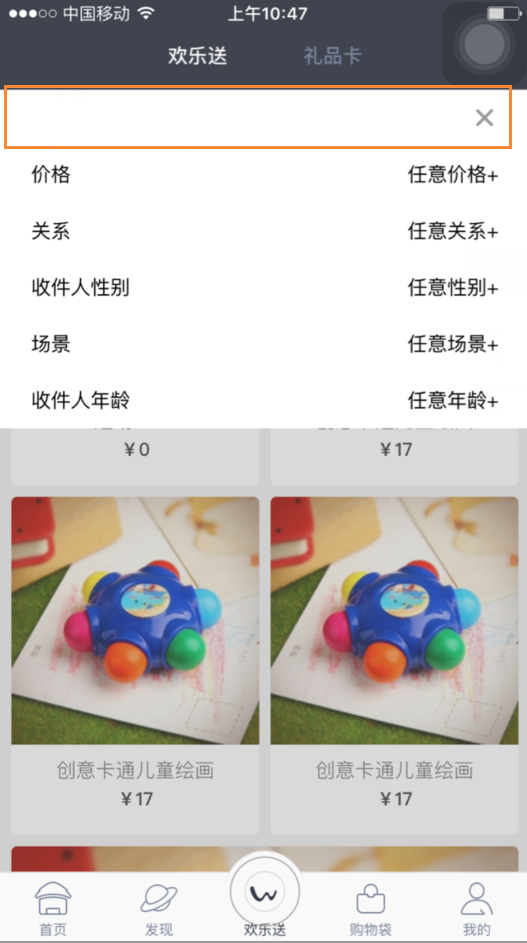 中国移动
上午10:47
欢乐送
礼品卡
价格
任意价格+
关系
任意关系+
收件人性别
任意性别+
场景
任意场景+
收件人年龄
任意年龄+
¥0
¥17
创意卡通儿童绘画
创意卡通儿童绘画
¥17
¥17
首页
发现
欢乐送
购物袋
我的